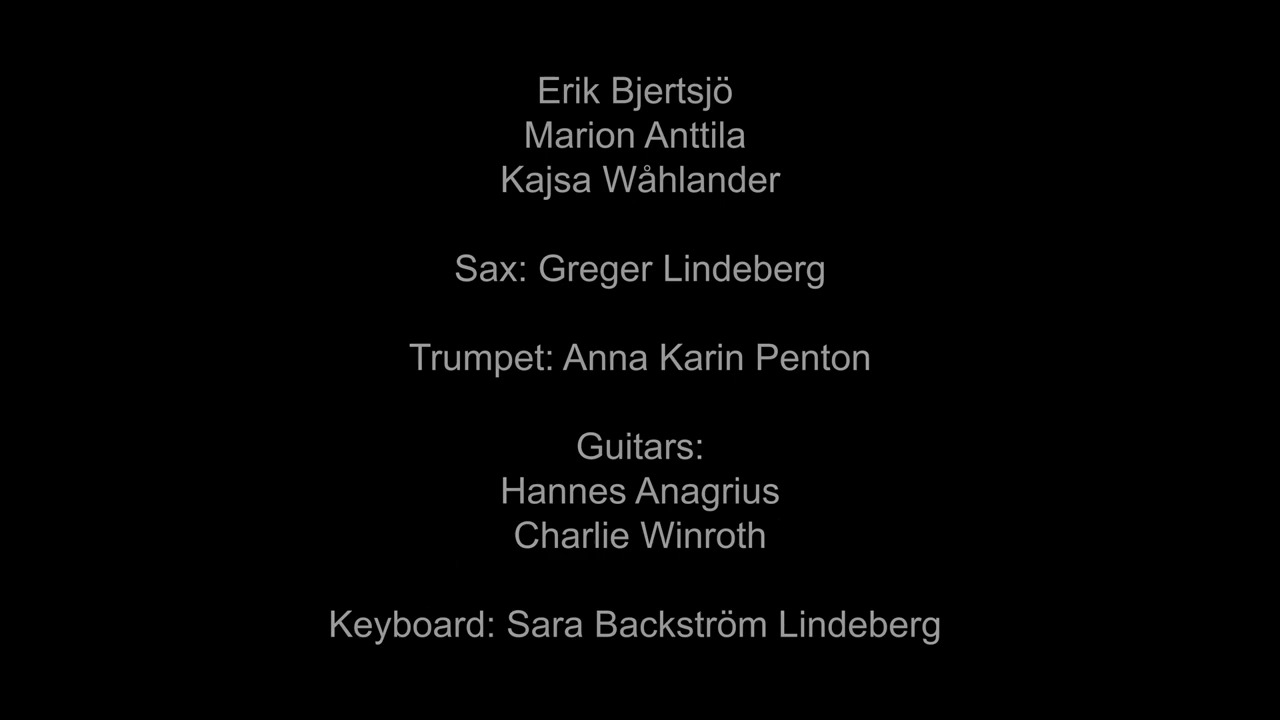 Erik Bjertsjö
Marion Anttila
Kajsa Wåhlander
Sax: Greger Lindeberg
Trumpet: Anna Karin Penton
Guitars:
Hannes Anagrius
Charlie Winroth
Keyboard: Sara Backström Lindeberg